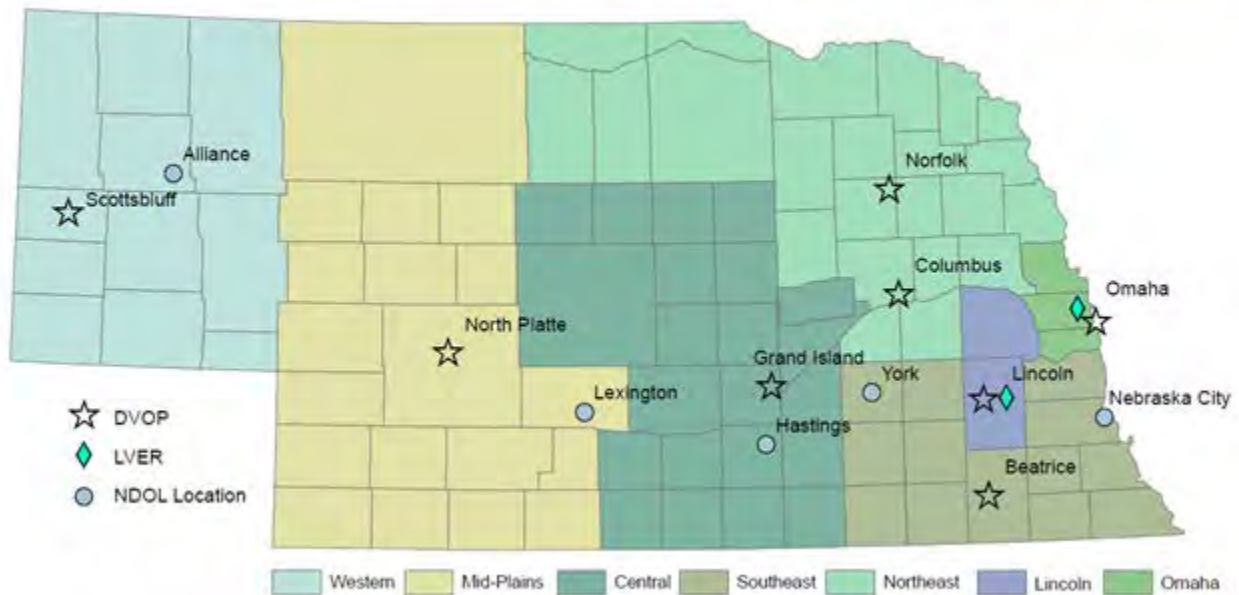 Alliance
Scottsbluff
Norfolk
Columbus
Omaha
North Platte
Grand Island
Lexington
York
Lincoln
Nebraska City
Hastings
Beatrice
DVOP
LVER
NDOL Location
Western Mid-Plains Central Southeast Northeast Lincoln Omaha